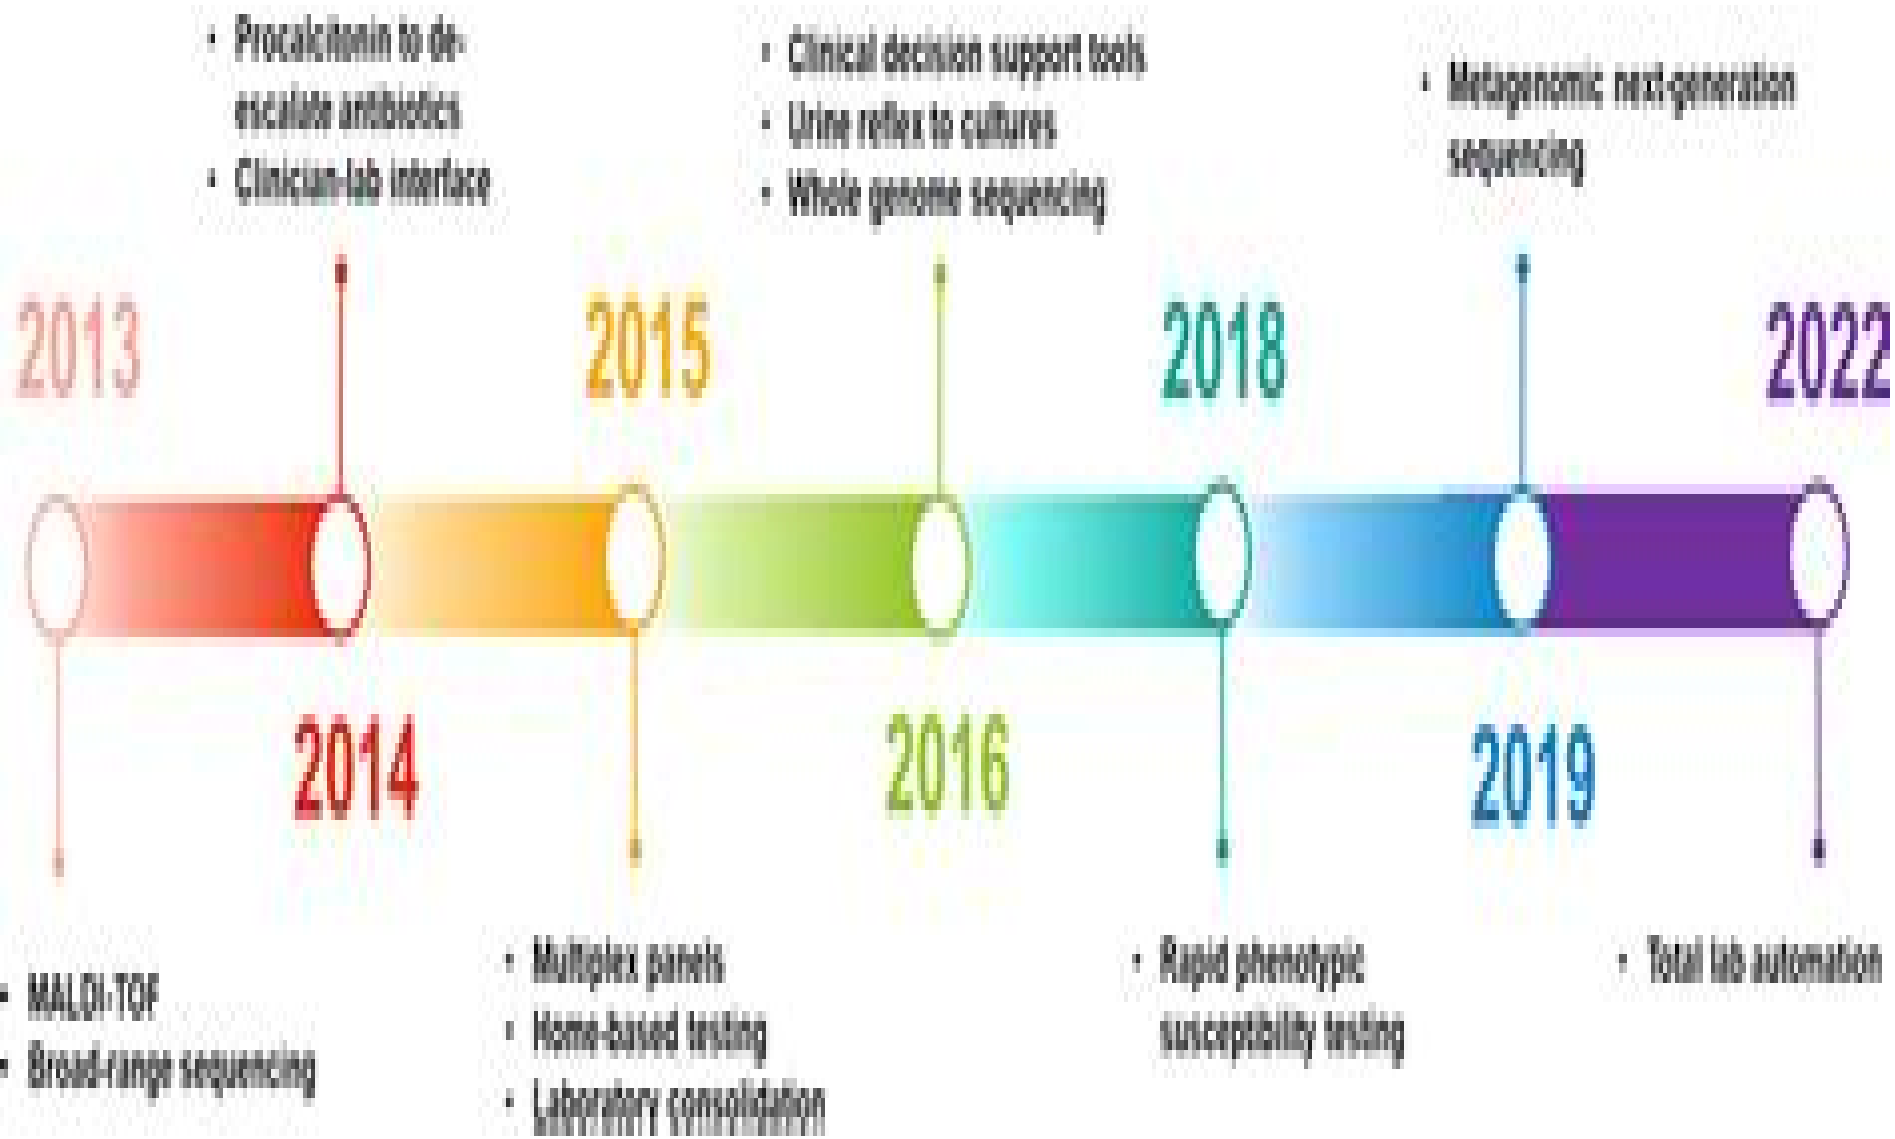 • Procalcitonin to de-
escalate antibiotics
• Clinician-lab interface
• Clinical decision support tools
• Urine reflex to cultures
• Whole genome sequencing
• Metagenomic next-generation
sequencing
2013
2015
2018
2022
2014
2016
2019
• MALDI-TOF
• Broad-range sequencing
• Multiplex panels
• Home-based testing
• Laboratory consolidation
• Rapid phenotypic
susceptibility testing
• Total lab automation